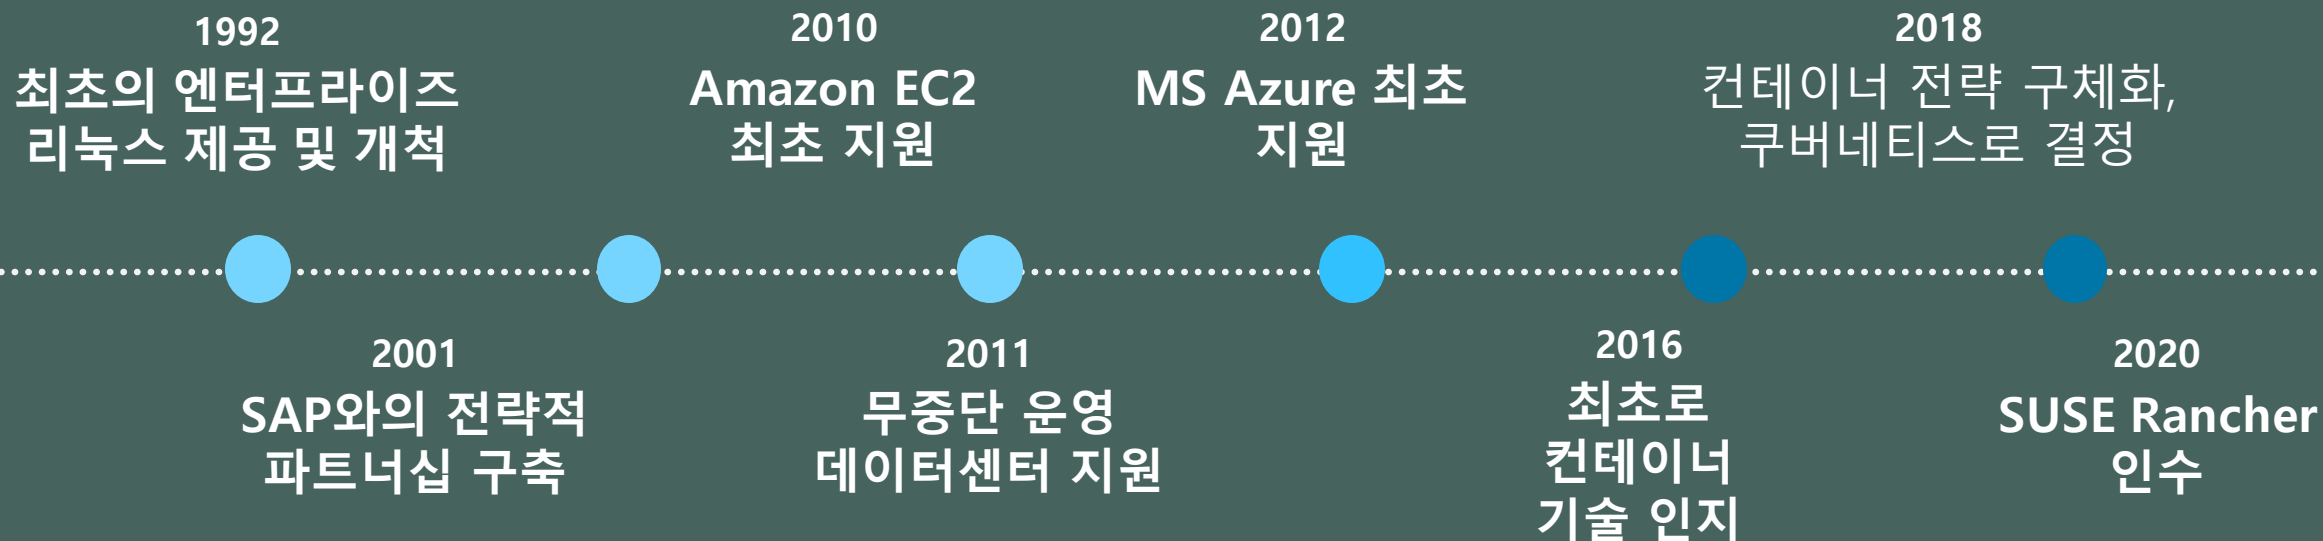 1992
최초의 엔터프라이즈
리눅스 제공 및 개척
2001
SAP와의 전략적
파트너십 구축
2010
Amazon EC2
최초 지원
2011
무중단 운영
데이터센터 지원
2012
MS Azure 최초
지원
2016
최초로
컨테이너
기술 인지
2018
컨테이너 전략 구체화,
쿠버네티스로 결정
2020
SUSE Rancher
인수